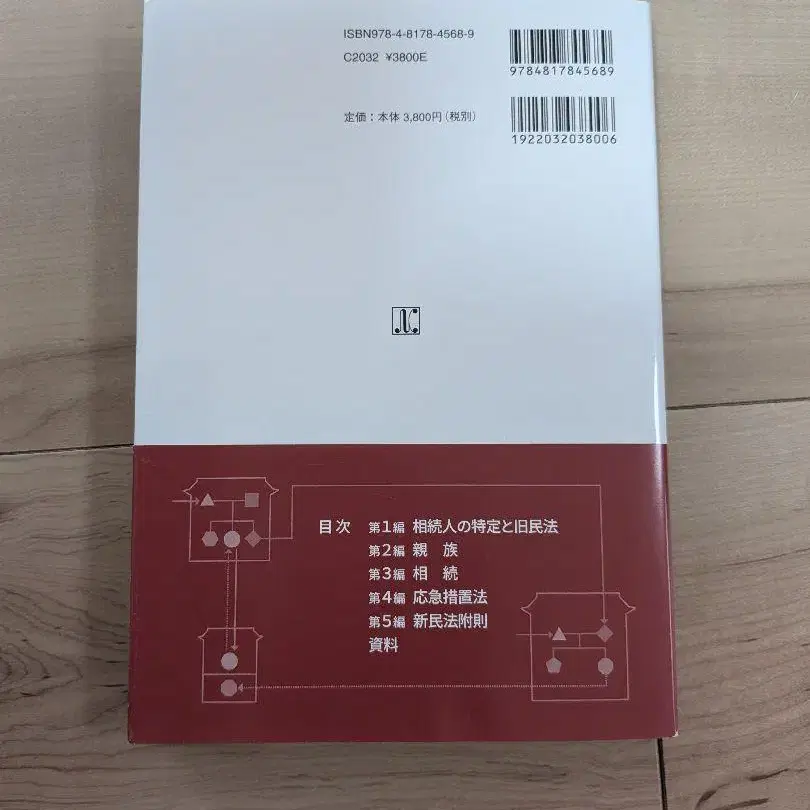 ISBN978-4-8178-4568-9
C2032 ¥3800E
9784817845689
定価：本体 3,800円（税別）
1922032038006
目次 第1編 相続人の特定と旧民法
第2編 親　族
第3編 相　続
第4編 応急措置法
第5編 新民法附則
資料